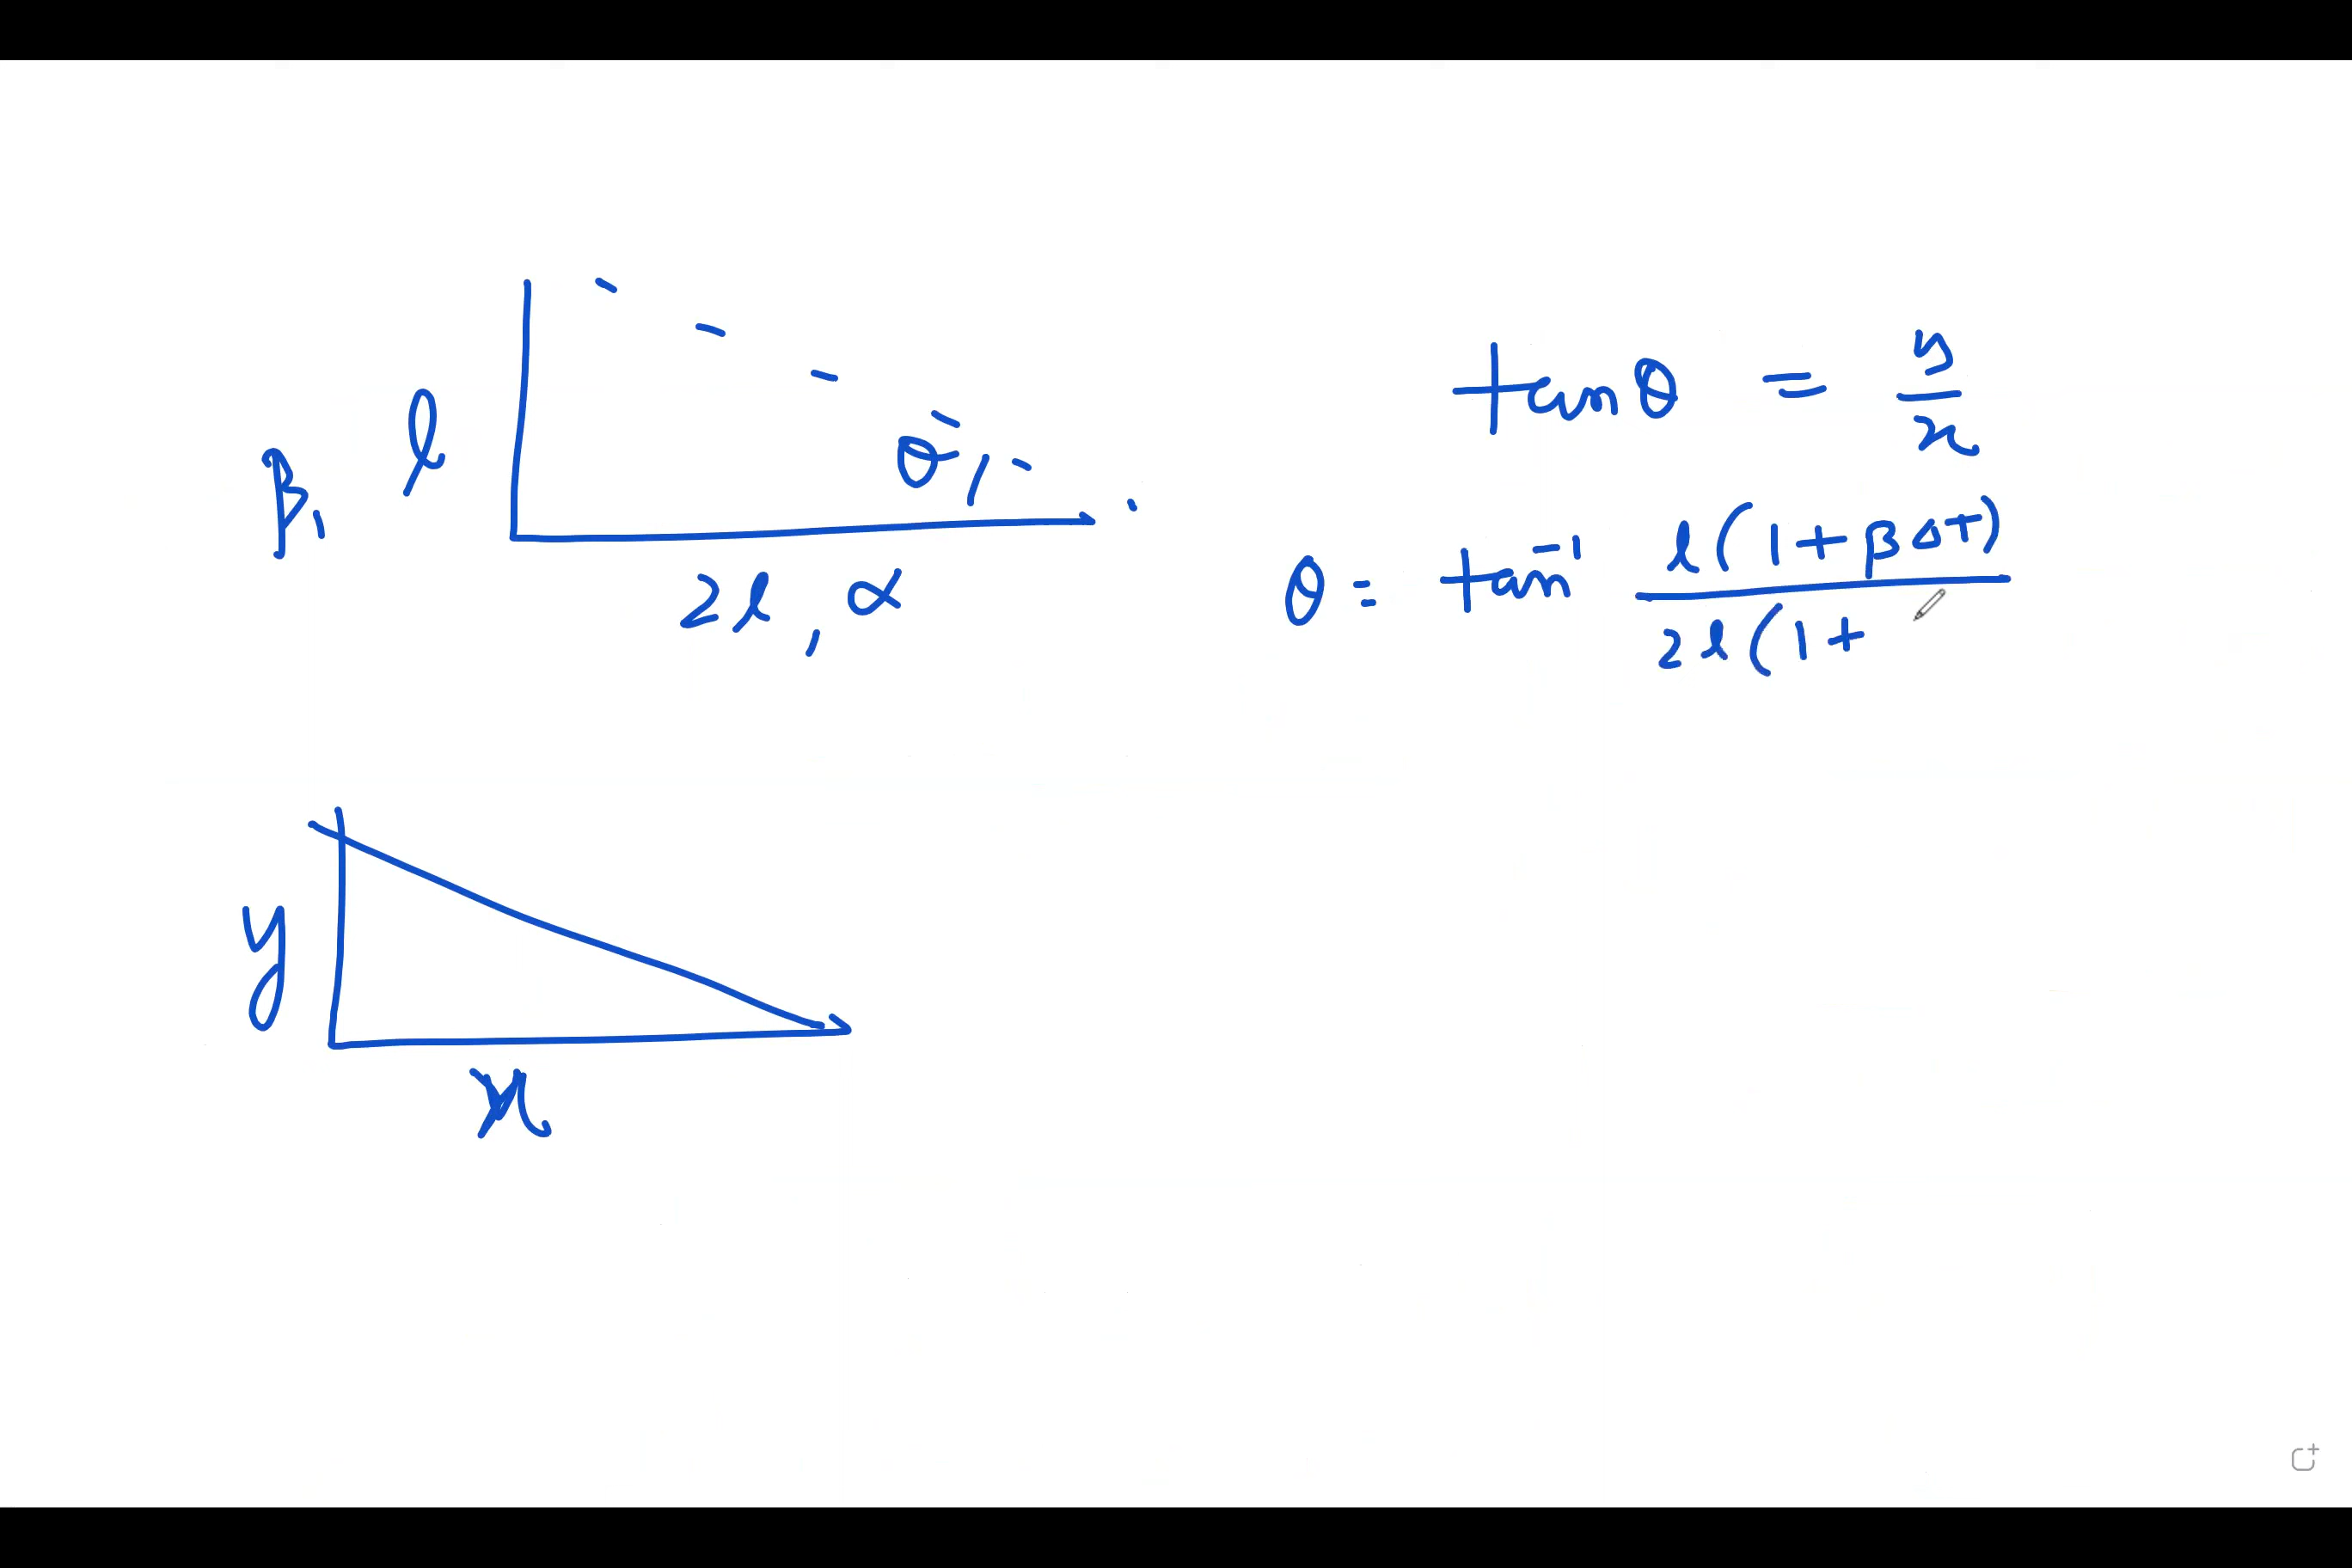 β, l
θ
2l, α
tanθ = y/x
θ = tan⁻¹ l(1+βΔT)/2l(1+
y
x